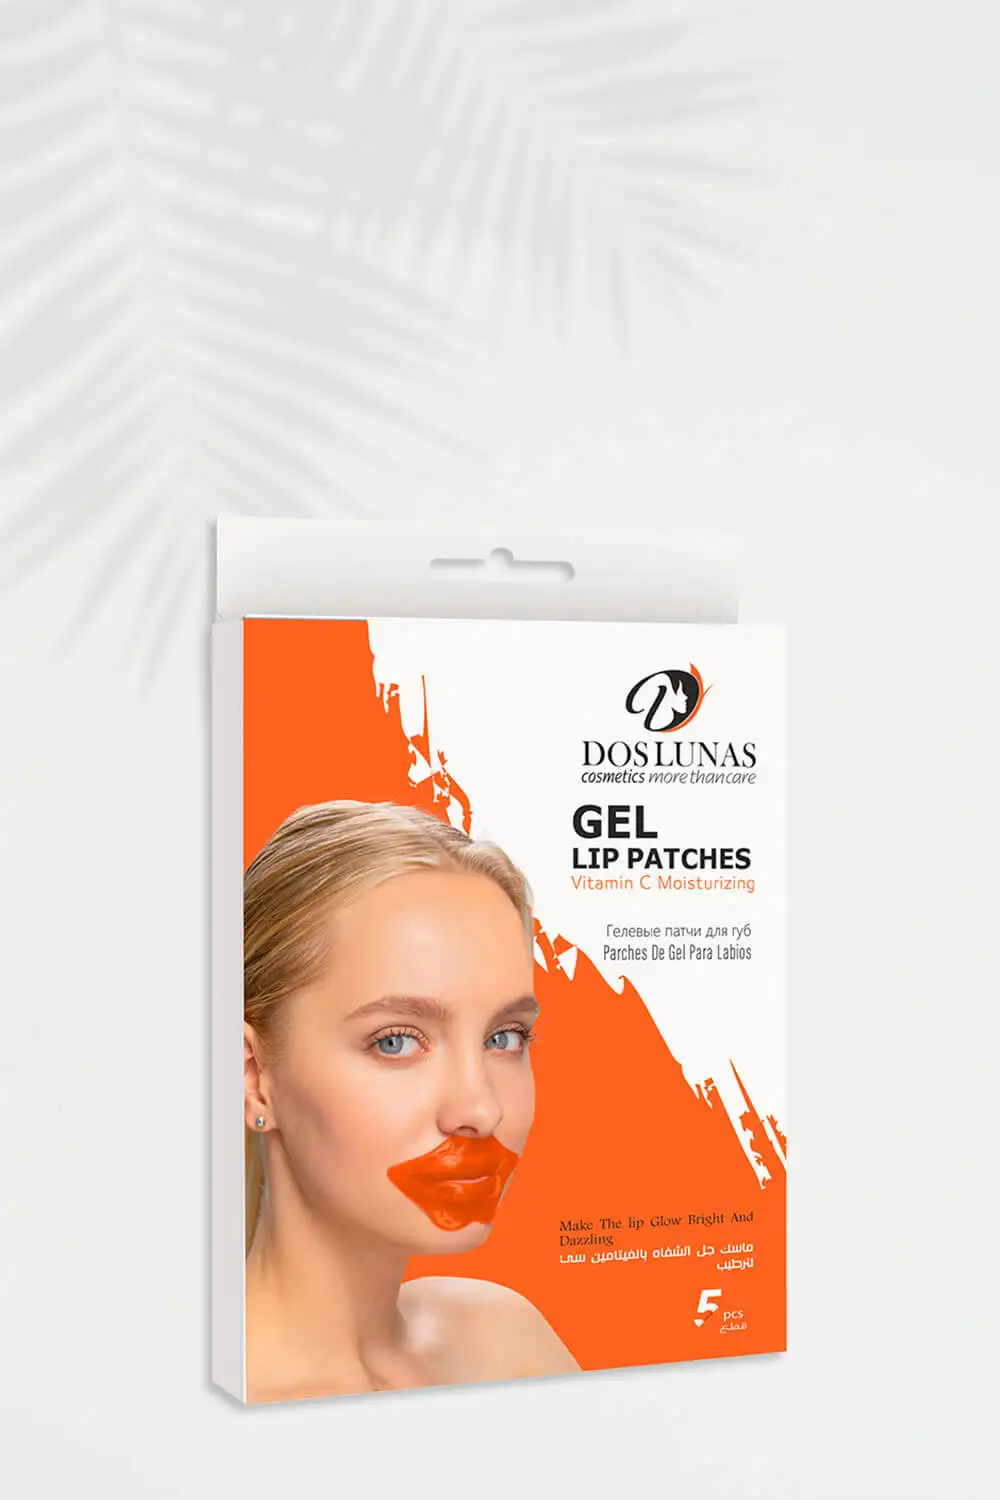 DOS LUNAS
cosmetics more than care
GEL
LIP PATCHES
Vitamin C Moisturizing
Гелевые патчи для губ
Parches De Gel Para Labios
Make The lip Glow Bright And
Dazzling
ماسك جل الشفاه بالفيتامين سي
لترطيب
5 pcs
قطع